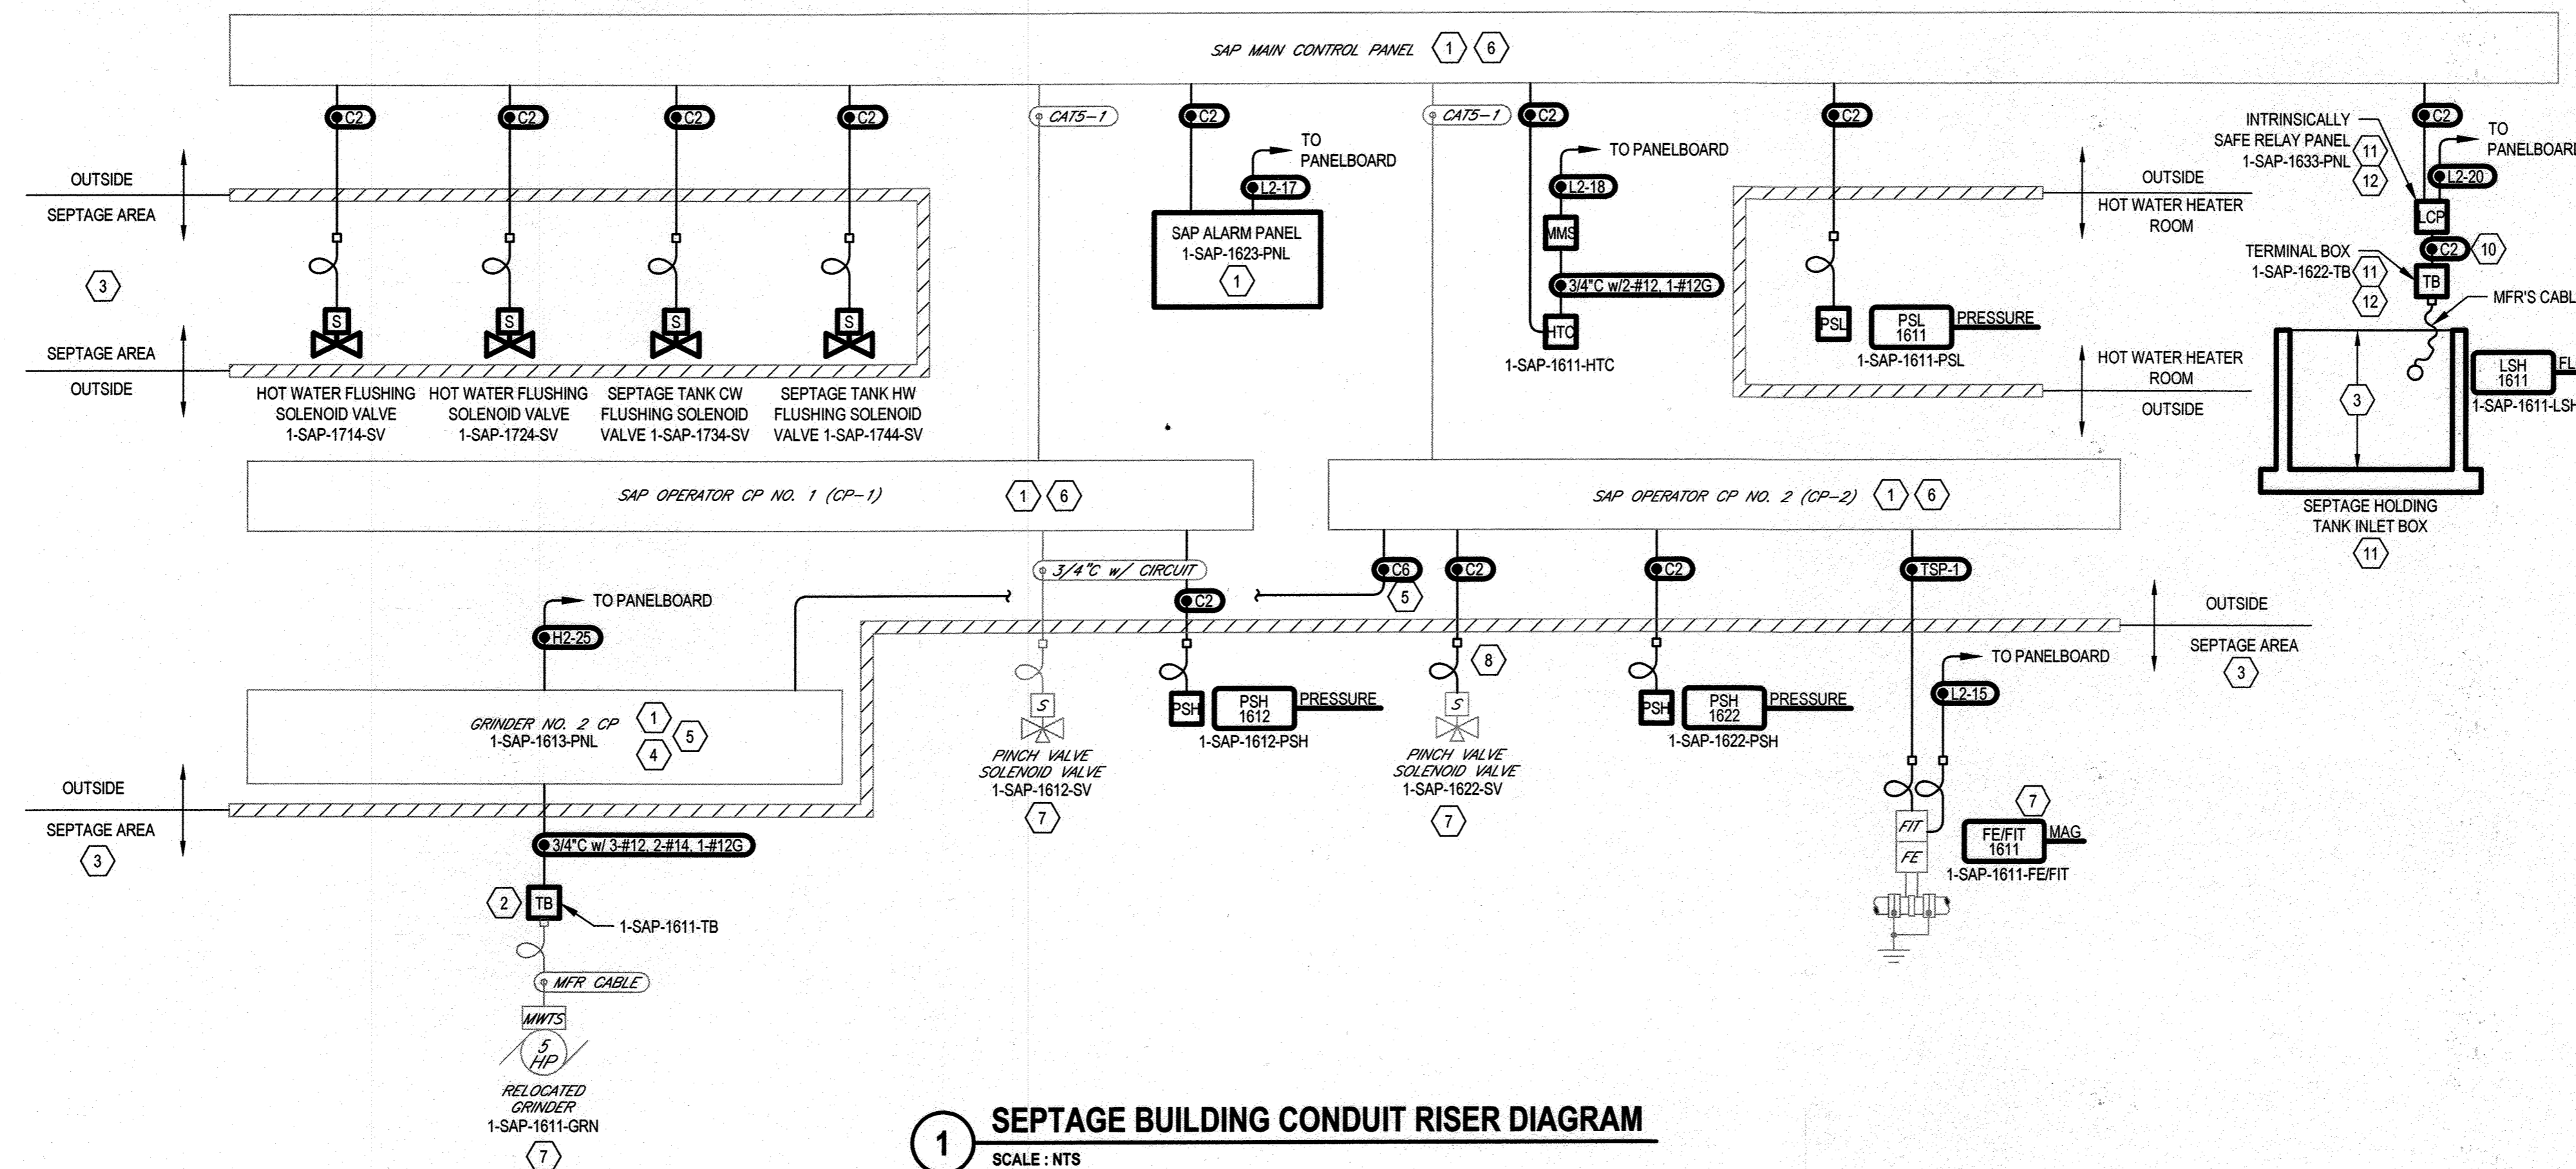 SAP MAIN CONTROL PANEL 1 6
C2
C2
C2
C2
CAT5-1
C2
CAT5-1
C2
C2
C2
OUTSIDE
SEPTAGE AREA
3
SEPTAGE AREA
OUTSIDE
S
S
S
S
HOT WATER FLUSHING
SOLENOID VALVE
1-SAP-1714-SV
HOT WATER FLUSHING
SOLENOID VALVE
1-SAP-1724-SV
SEPTAGE TANK CW
FLUSHING SOLENOID
VALVE 1-SAP-1734-SV
SEPTAGE TANK HW
FLUSHING SOLENOID
VALVE 1-SAP-1744-SV
TO
PANELBOARD
L2-17
SAP ALARM PANEL
1-SAP-1623-PNL
1
TO PANELBOARD
L2-18
MMS
3/4"C w/2-#12, 1-#12G
HTC
1-SAP-1611-HTC
PSL
PSL
1611
PRESSURE
1-SAP-1611-PSL
OUTSIDE
HOT WATER HEATER
ROOM
HOT WATER HEATER
ROOM
OUTSIDE
INTRINSICALLY
SAFE RELAY PANEL
1-SAP-1633-PNL
11
12
TO
PANELBOARD
L2-20
LCP
C2
10
TERMINAL BOX
1-SAP-1622-TB
11
12
TB
MFR'S CABL
LSH
1611
FL
1-SAP-1611-LSH
3
SEPTAGE HOLDING
TANK INLET BOX
11
SAP OPERATOR CP NO. 1 (CP-1) 1 6
SAP OPERATOR CP NO. 2 (CP-2) 1 6
3/4"C w/ CIRCUIT
C2
C6
5
C2
C2
TSP-1
TO PANELBOARD
H2-25
GRINDER NO. 2 CP
1-SAP-1613-PNL
1
4
5
OUTSIDE
SEPTAGE AREA
3
S
PINCH VALVE
SOLENOID VALVE
1-SAP-1612-SV
7
PSH
PSH
1612
PRESSURE
1-SAP-1612-PSH
8
S
PINCH VALVE
SOLENOID VALVE
1-SAP-1622-SV
7
PSH
PSH
1622
PRESSURE
1-SAP-1622-PSH
TO PANELBOARD
L2-15
OUTSIDE
SEPTAGE AREA
3
FIT
FE
7
FE/FIT
1611
MAG
1-SAP-1611-FE/FIT
3/4"C w/ 3-#12, 2-#14, 1-#12G
2
TB
1-SAP-1611-TB
MFR CABLE
MWTS
5
HP
RELOCATED
GRINDER
1-SAP-1611-GRN
7
1
SEPTAGE BUILDING CONDUIT RISER DIAGRAM
SCALE : NTS